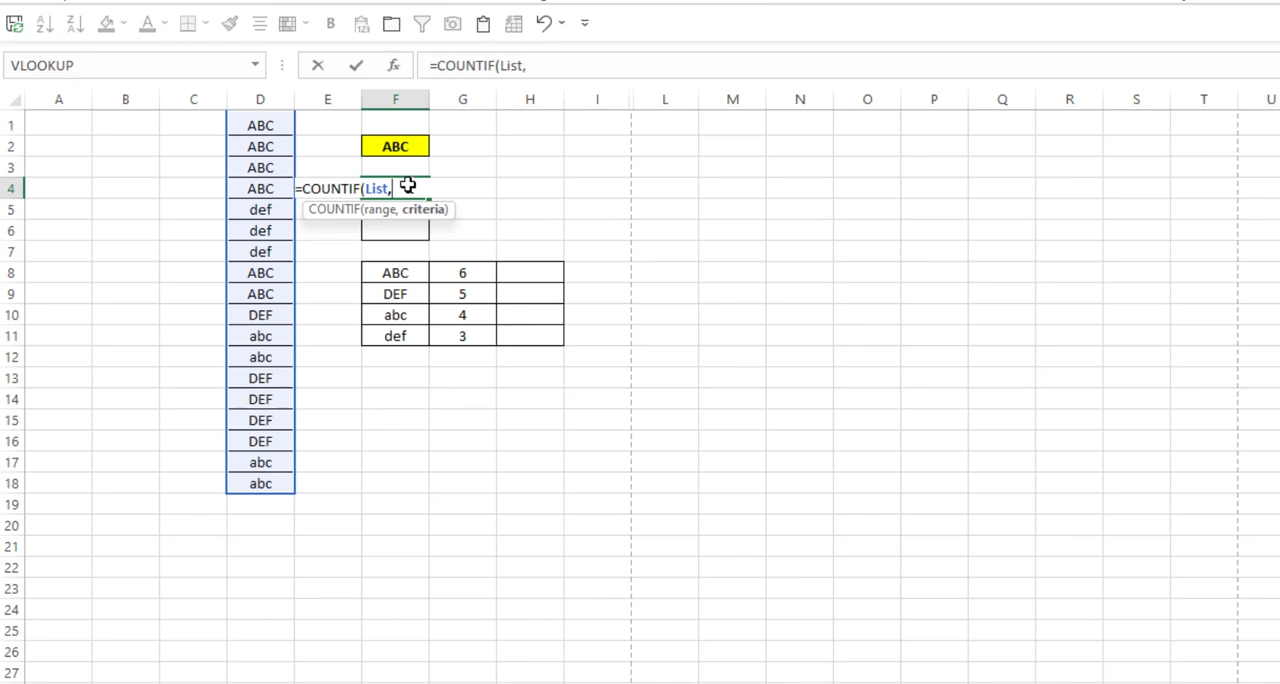 B
123
VLOOKUP
fx
=COUNTIF(List,
A B C D E F G H I L M N O P Q R S T U
1 ABC
2 ABC ABC
3 ABC
4 ABC =COUNTIF(List,
5 def COUNTIF(range, criteria)
6 def
7 def
8 ABC ABC 6
9 ABC DEF 5
10 DEF abc 4
11 abc def 3
12 abc
13 DEF
14 DEF
15 DEF
16 DEF
17 abc
18 abc
19
20
21
22
23
24
25
26
27